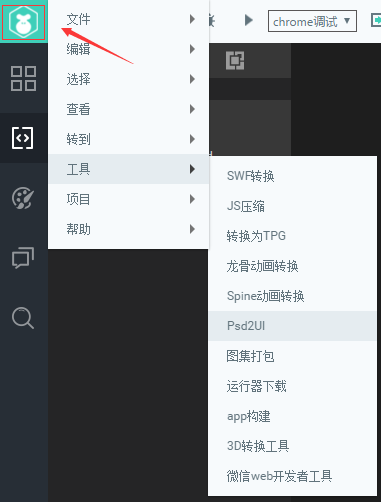 chrome调试
文件
编辑
选择
查看
转到
工具
项目
帮助
SWF转换
JS压缩
转换为TPG
龙骨动画转换
Spine动画转换
Psd2UI
图集打包
运行器下载
app构建
3D转换工具
微信web开发者工具